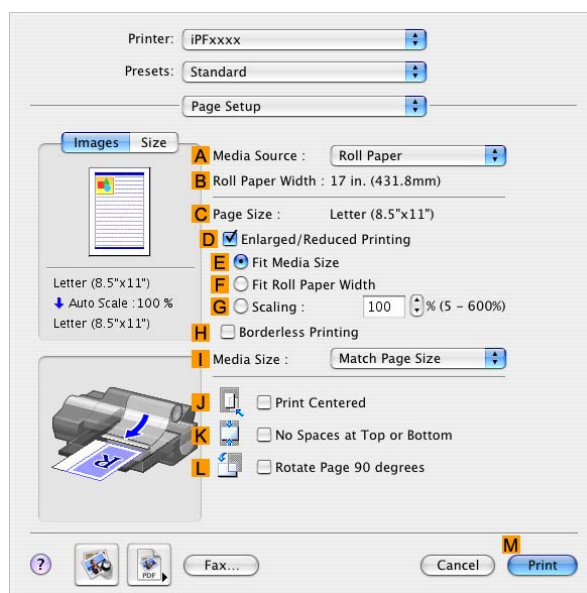 Printer: iPFxxxx
Presets: Standard
Page Setup
Images Size
A Media Source : Roll Paper
B Roll Paper Width : 17 in. (431.8mm)
C Page Size : Letter (8.5"x11")
D Enlarged/Reduced Printing
E Fit Media Size
F Fit Roll Paper Width
G Scaling : 100 % (5 - 600%)
Letter (8.5"x11")
Auto Scale :100 %
Letter (8.5"x11")
H Borderless Printing
I Media Size : Match Page Size
J Print Centered
K No Spaces at Top or Bottom
L Rotate Page 90 degrees
R
M
? PDF Fax... Cancel Print